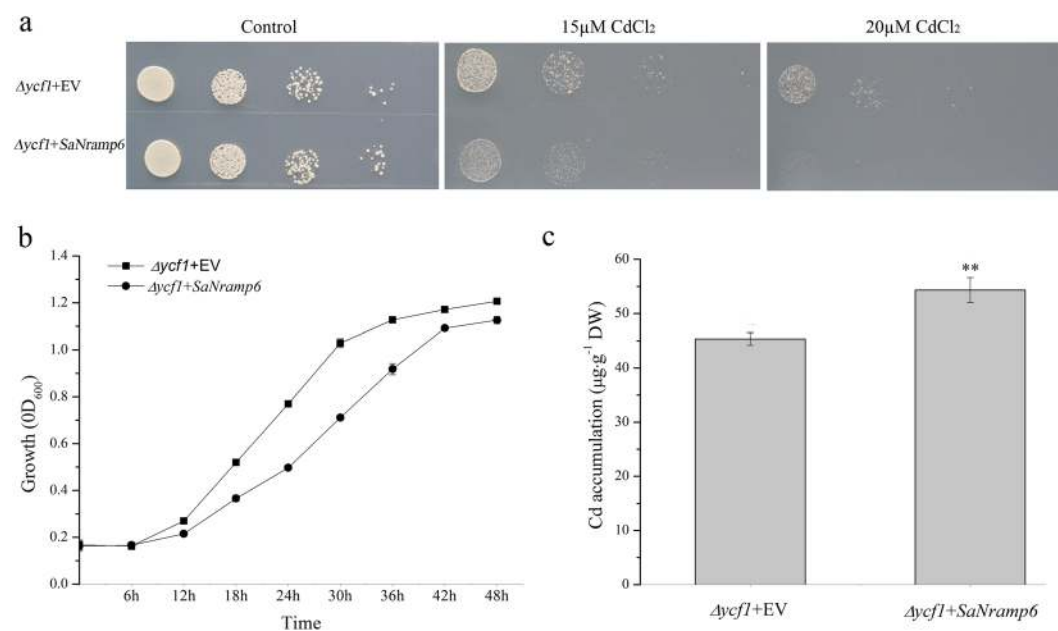 a
Control
15μM CdCl₂
20μM CdCl₂
Δycf1+EV
Δycf1+SaNramp6
b
Growth (0D₆₀₀)
1.4
1.2
1.0
0.8
0.6
0.4
0.2
0.0
Δycf1+EV
Δycf1+SaNramp6
6h 12h 18h 24h 30h 36h 42h 48h
Time
c
Cd accumulation (μg·g⁻¹ DW)
60
50
40
30
20
10
0
**
Δycf1+EV
Δycf1+SaNramp6